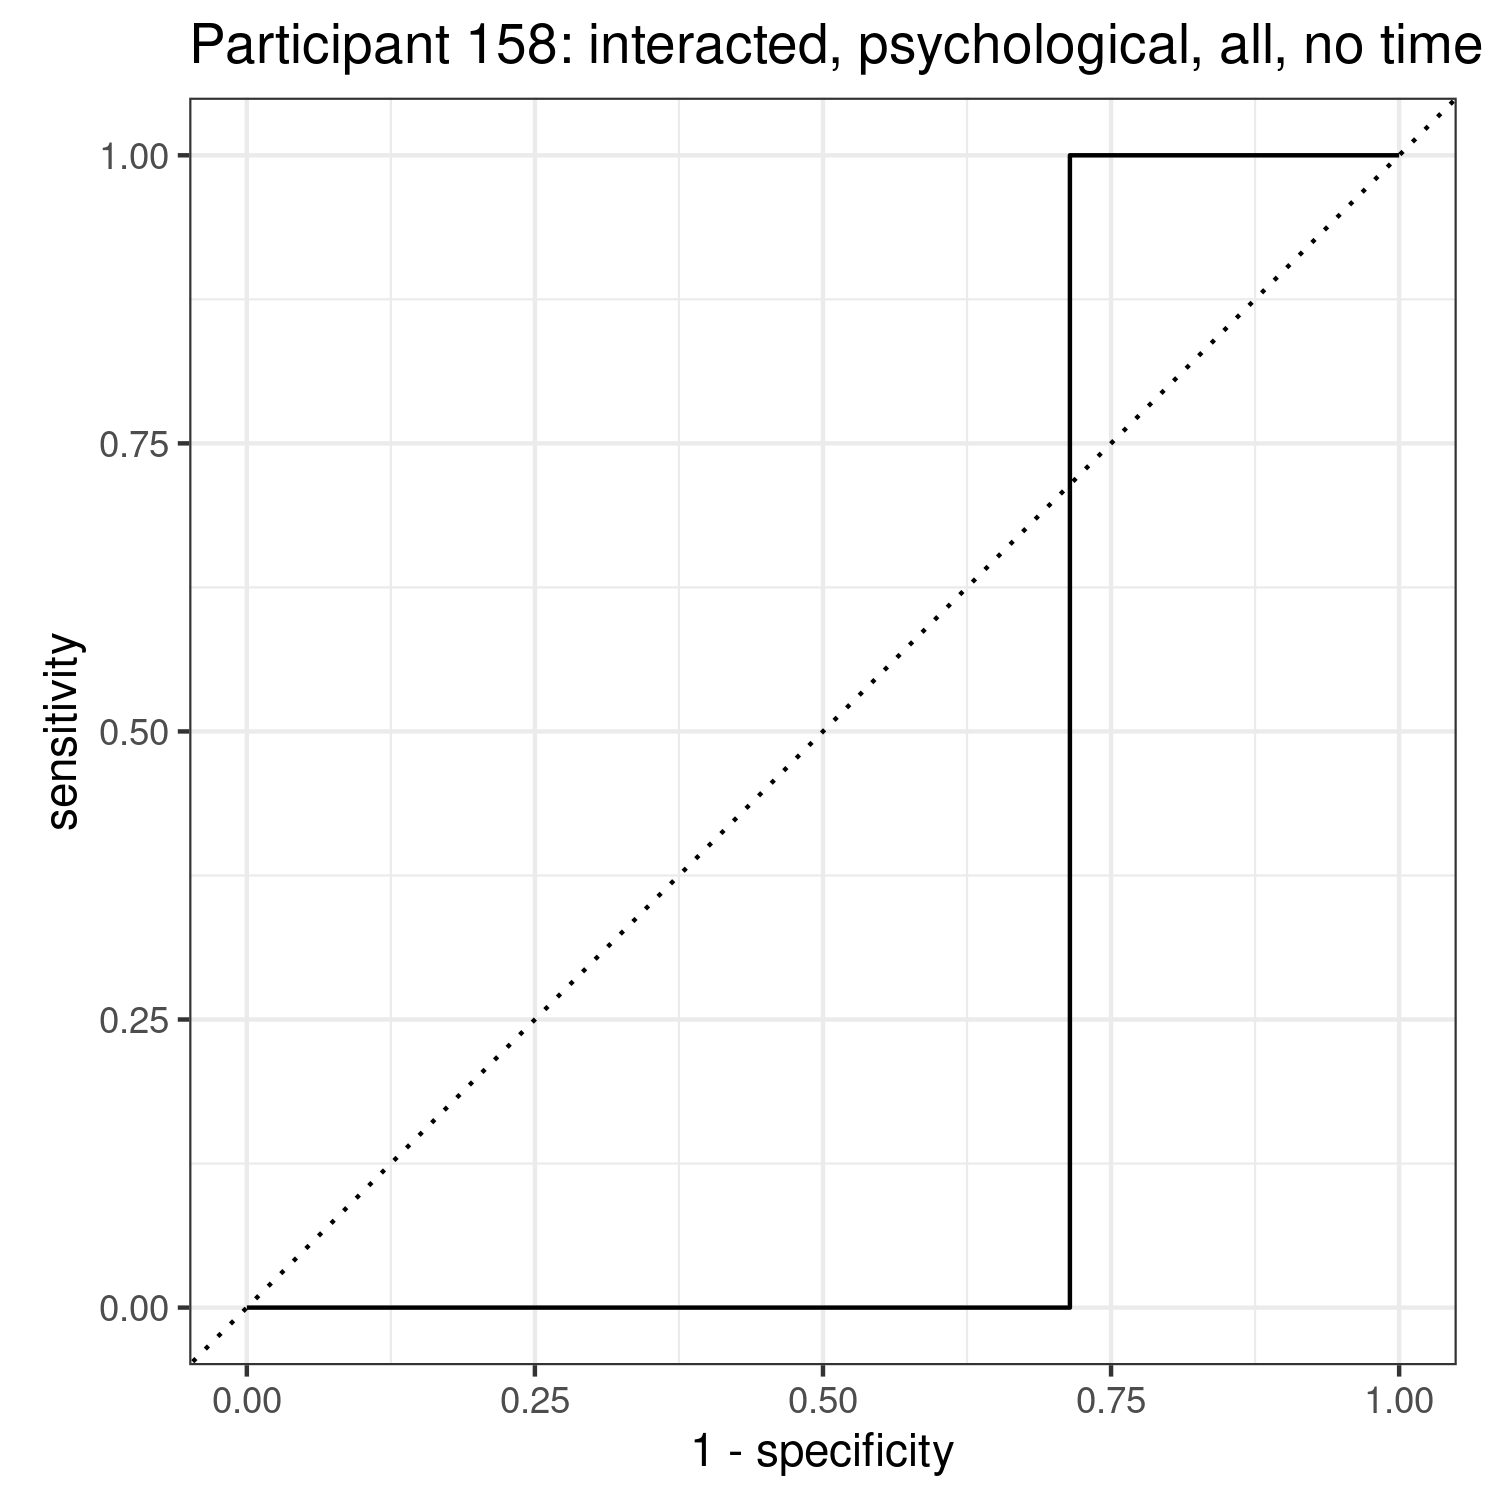 Participant 158: interacted, psychological, all, no time
1.00
0.75
0.50
0.25
0.00
sensitivity
0.00 0.25 0.50 0.75 1.00
1 - specificity